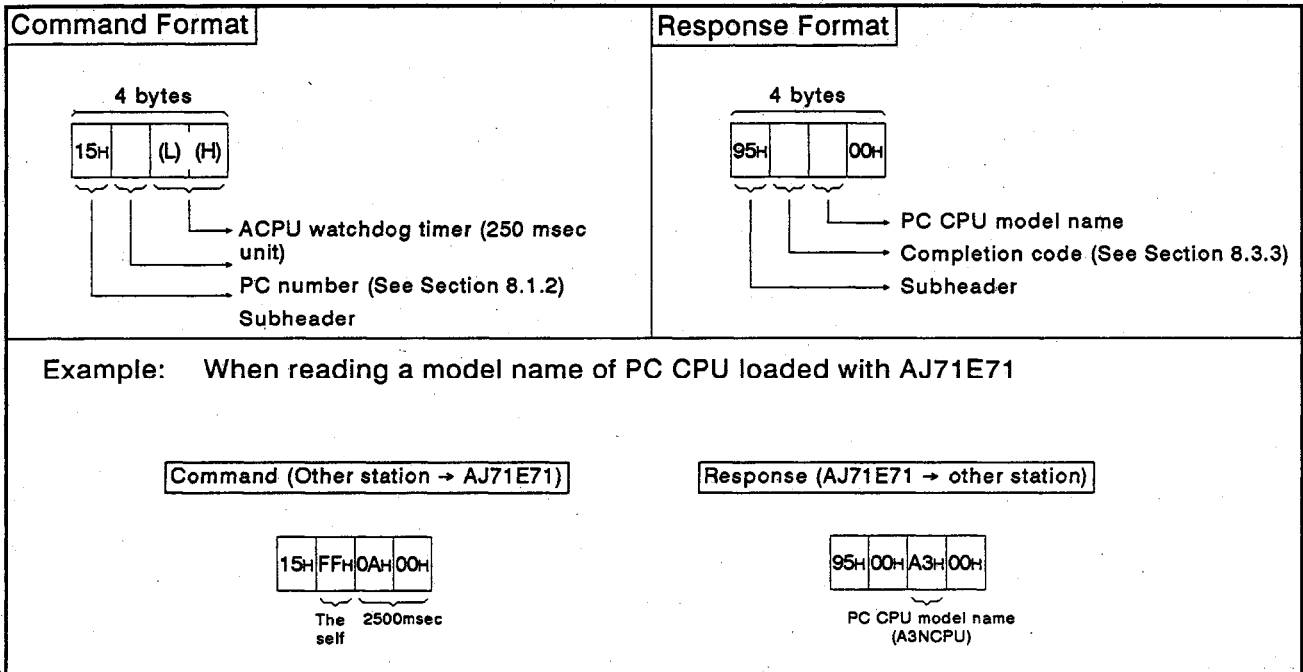 Command Format
4 bytes
15H (L) (H)
ACPU watchdog timer (250 msec
unit)
PC number (See Section 8.1.2)
Subheader
Response Format
4 bytes
95H 00H
PC CPU model name
Completion code (See Section 8.3.3)
Subheader
Example: When reading a model name of PC CPU loaded with AJ71E71
Command (Other station → AJ71E71)
15H FFH 0AH 00H
The
self
2500msec
Response (AJ71E71 → other station)
95H 00H A3H 00H
PC CPU model name
(A3NCPU)